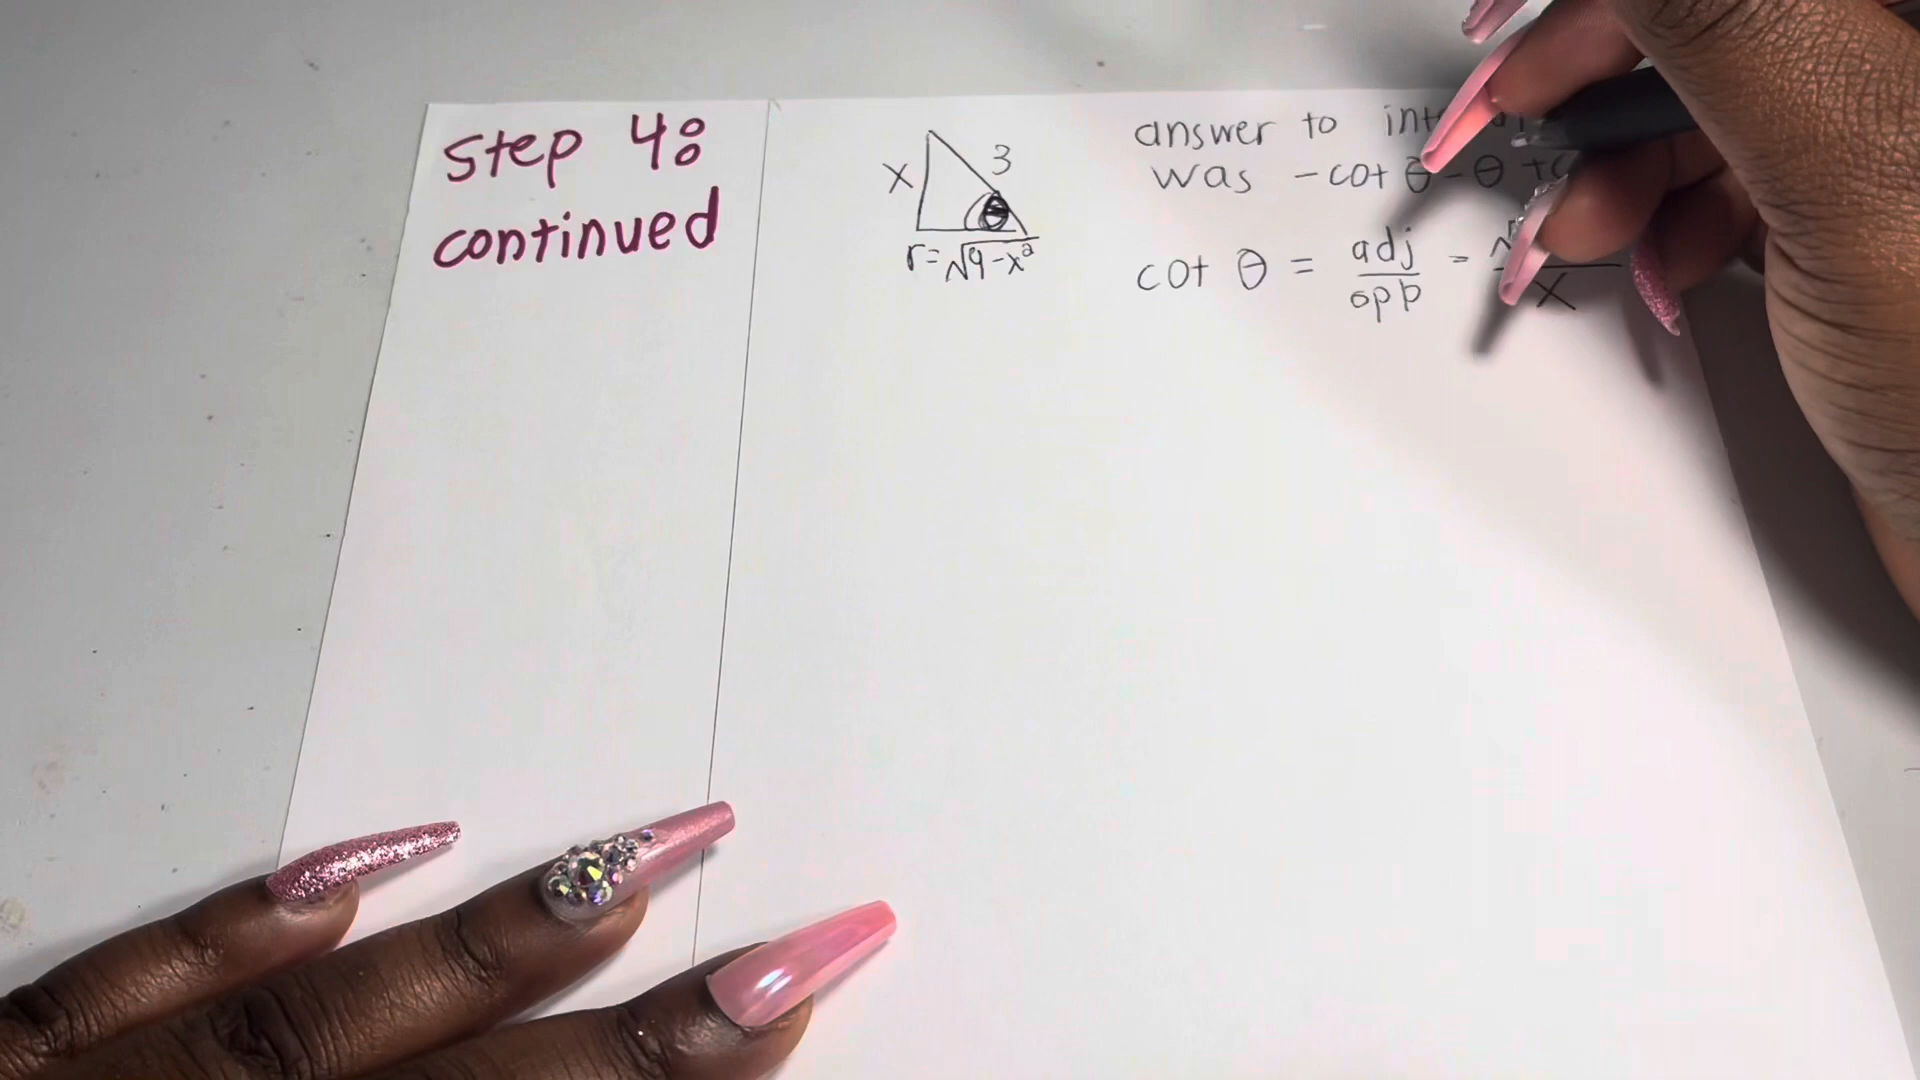 Step 4:
continued
x
3
θ
r=√9-x²
answer to
was -cot θ - θ +
cot θ = adj/opp = √ /x